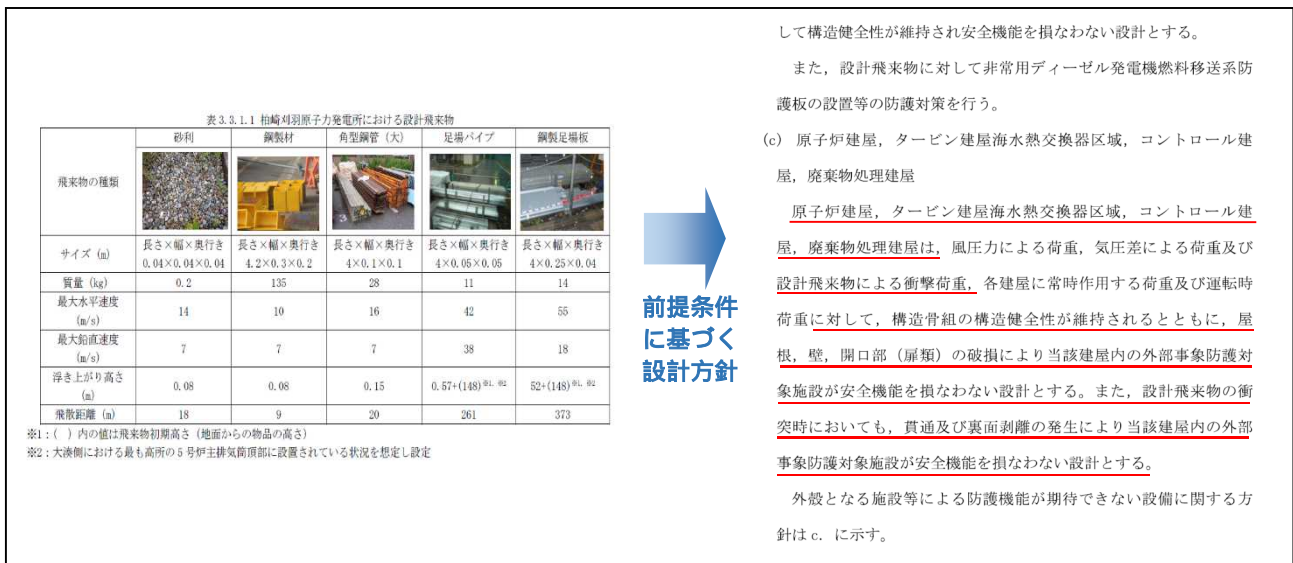 表 3.3.1.1 柏崎刈羽原子力発電所における設計飛来物
砂利 鋼製材 角型鋼管（大） 足場パイプ 鋼製足場板
飛来物の種類
サイズ (m) 長さ×幅×奥行き 0.04×0.04×0.04 長さ×幅×奥行き 4.2×0.3×0.2 長さ×幅×奥行き 4×0.1×0.1 長さ×幅×奥行き 4×0.05×0.05 長さ×幅×奥行き 4×0.25×0.04
質量 (kg) 0.2 135 28 11 14
最大水平速度 (m/s) 14 10 16 42 55
最大鉛直速度 (m/s) 7 7 7 38 18
浮き上がり高さ (m) 0.08 0.08 0.15 0.57+(148)※1, ※2 52+(148)※1, ※2
飛散距離 (m) 18 9 20 261 373
※1：( ) 内の値は飛来物初期高さ（地面からの物品の高さ）
※2：大湊側における最も高所の5号炉主排気筒頂部に設置されている状況を想定し設定
前提条件
に基づく
設計方針
して構造健全性が維持され安全機能を損なわない設計とする。
また，設計飛来物に対して非常用ディーゼル発電機燃料移送系防
護板の設置等の防護対策を行う。
(c) 原子炉建屋，タービン建屋海水熱交換器区域，コントロール建
屋，廃棄物処理建屋
原子炉建屋，タービン建屋海水熱交換器区域，コントロール建
屋，廃棄物処理建屋は，風圧力による荷重，気圧差による荷重及び
設計飛来物による衝撃荷重，各建屋に常時作用する荷重及び運転時
荷重に対して，構造骨組の構造健全性が維持されるとともに，屋
根，壁，開口部（扉類）の破損により当該建屋内の外部事象防護対
象施設が安全機能を損なわない設計とする。また，設計飛来物の衝
突時においても，貫通及び裏面剥離の発生により当該建屋内の外部
事象防護対象施設が安全機能を損なわない設計とする。
外殻となる施設等による防護機能が期待できない設備に関する方
針は c. に示す。